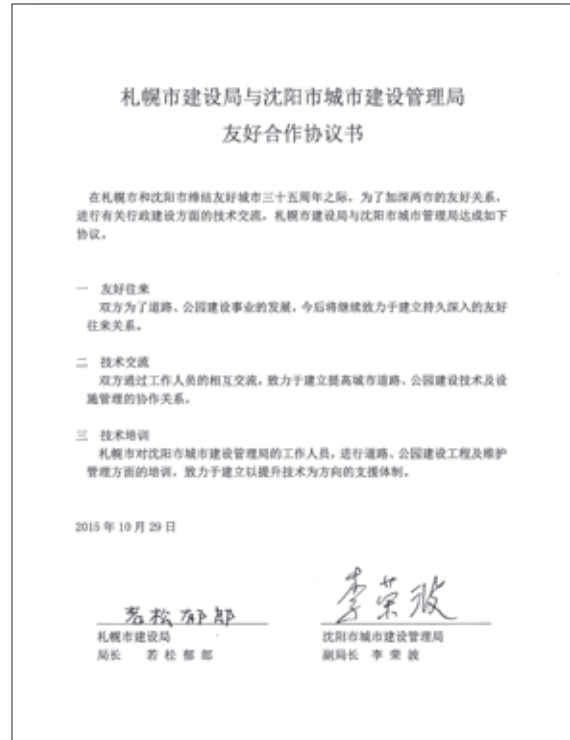 札幌市建设局与沈阳市城市建设管理局
友好合作协议书
在札幌市和沈阳市缔结友好城市三十五周年之际，为了加深两市的友好关系，
进行有关行政建设方面的技术交流，札幌市建设局与沈阳市城市管理局达成如下
协议。
一 友好往来
双方为了道路、公园建设事业的发展，今后将继续致力于建立持久深入的友好
往来关系。
二 技术交流
双方通过工作人员的相互交流，致力于建立提高城市道路、公园建设技术及设
施管理的协作关系。
三 技术培训
札幌市对沈阳市城市建设管理局的工作人员，进行道路、公园建设工程及维护
管理方面的培训，致力于建立以提升技术为方向的支援体制。
2015 年 10 月 29 日
若松郁郎
李荣波
札幌市建设局
沈阳市城市建设管理局
局长 若 松 郁 郎
副局长 李 荣 波